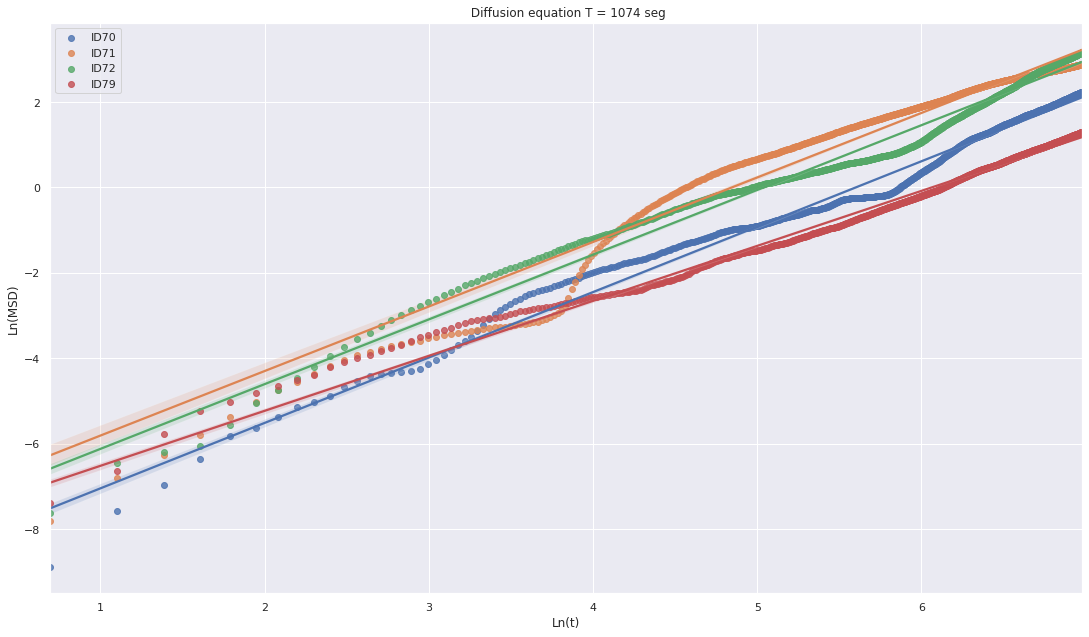 Diffusion equation T = 1074 seg
ID70
ID71
ID72
ID79
2
0
−2
−4
−6
−8
Ln(MSD)
1 2 3 4 5 6
Ln(t)